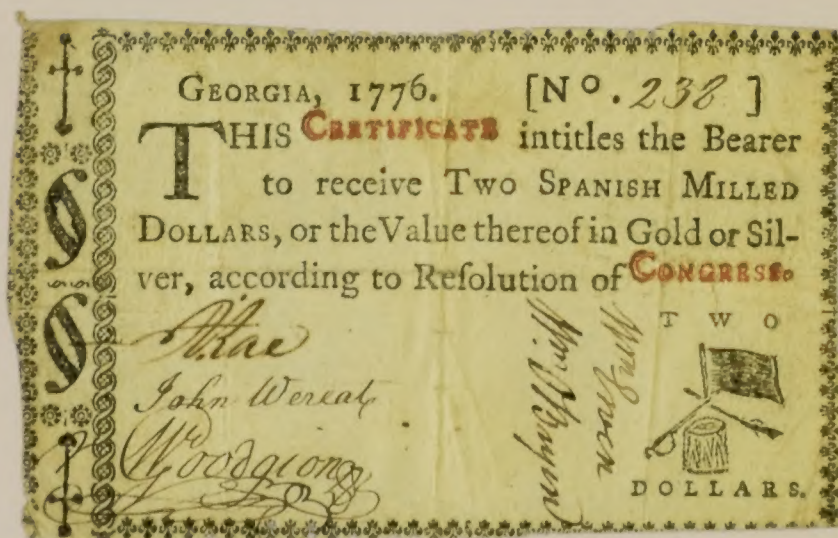 GEORGIA, 1776. [No. 238]
THIS CERTIFICATE intitles the Bearer
to receive TWO SPANISH MILLED
DOLLARS, or the Value thereof in Gold or Sil-
ver, according to Reſolution of CONGRESS.
John Wereat
TWO
DOLLARS.